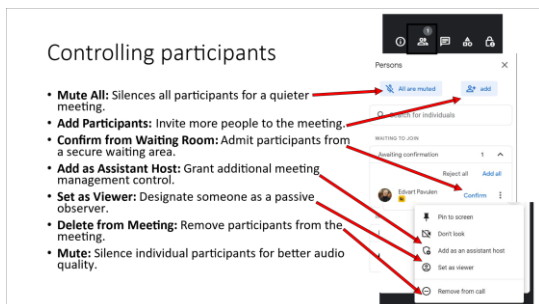 Controlling participants
• Mute All: Silences all participants for a quieter
meeting.
• Add Participants: Invite more people to the meeting.
• Confirm from Waiting Room: Admit participants from
a secure waiting area.
• Add as Assistant Host: Grant additional meeting
management control.
• Set as Viewer: Designate someone as a passive
observer.
• Delete from Meeting: Remove participants from the
meeting.
• Mute: Silence individual participants for better audio
quality.
1
Persons
All are muted
add
Search for individuals
WAITING TO JOIN
Awaiting confirmation 1
Reject all Add all
Edvart Pavulen Confirm
Pin to screen
Don't look
Add as an assistant host
Set as viewer
Remove from call